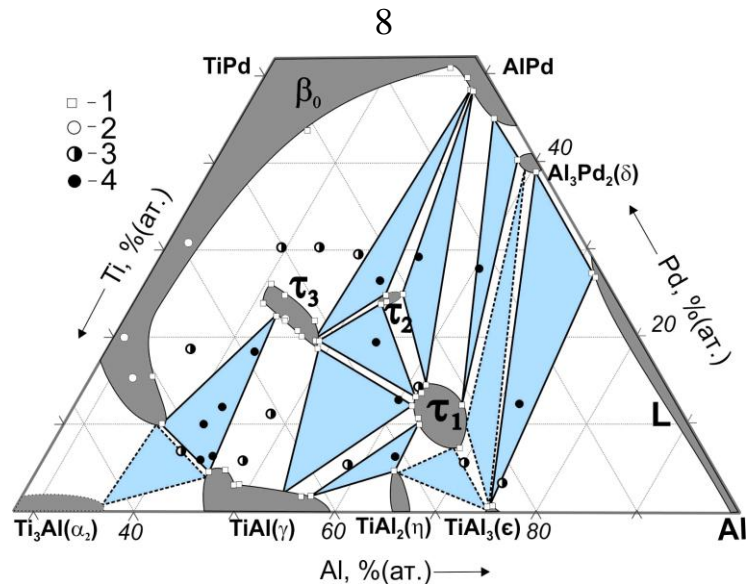 8
TiPd
AlPd
β₀
□ - 1
○ - 2
◑ - 3
● - 4
40
Al₃Pd₂(δ)
Ti, %(ат.)
Pd, %(ат.)
τ₃
τ₂
20
τ₁
L
Ti₃Al(α₂)
40
TiAl(γ)
60
TiAl₂(η)
TiAl₃(ϵ)
80
Al
Al, %(ат.)